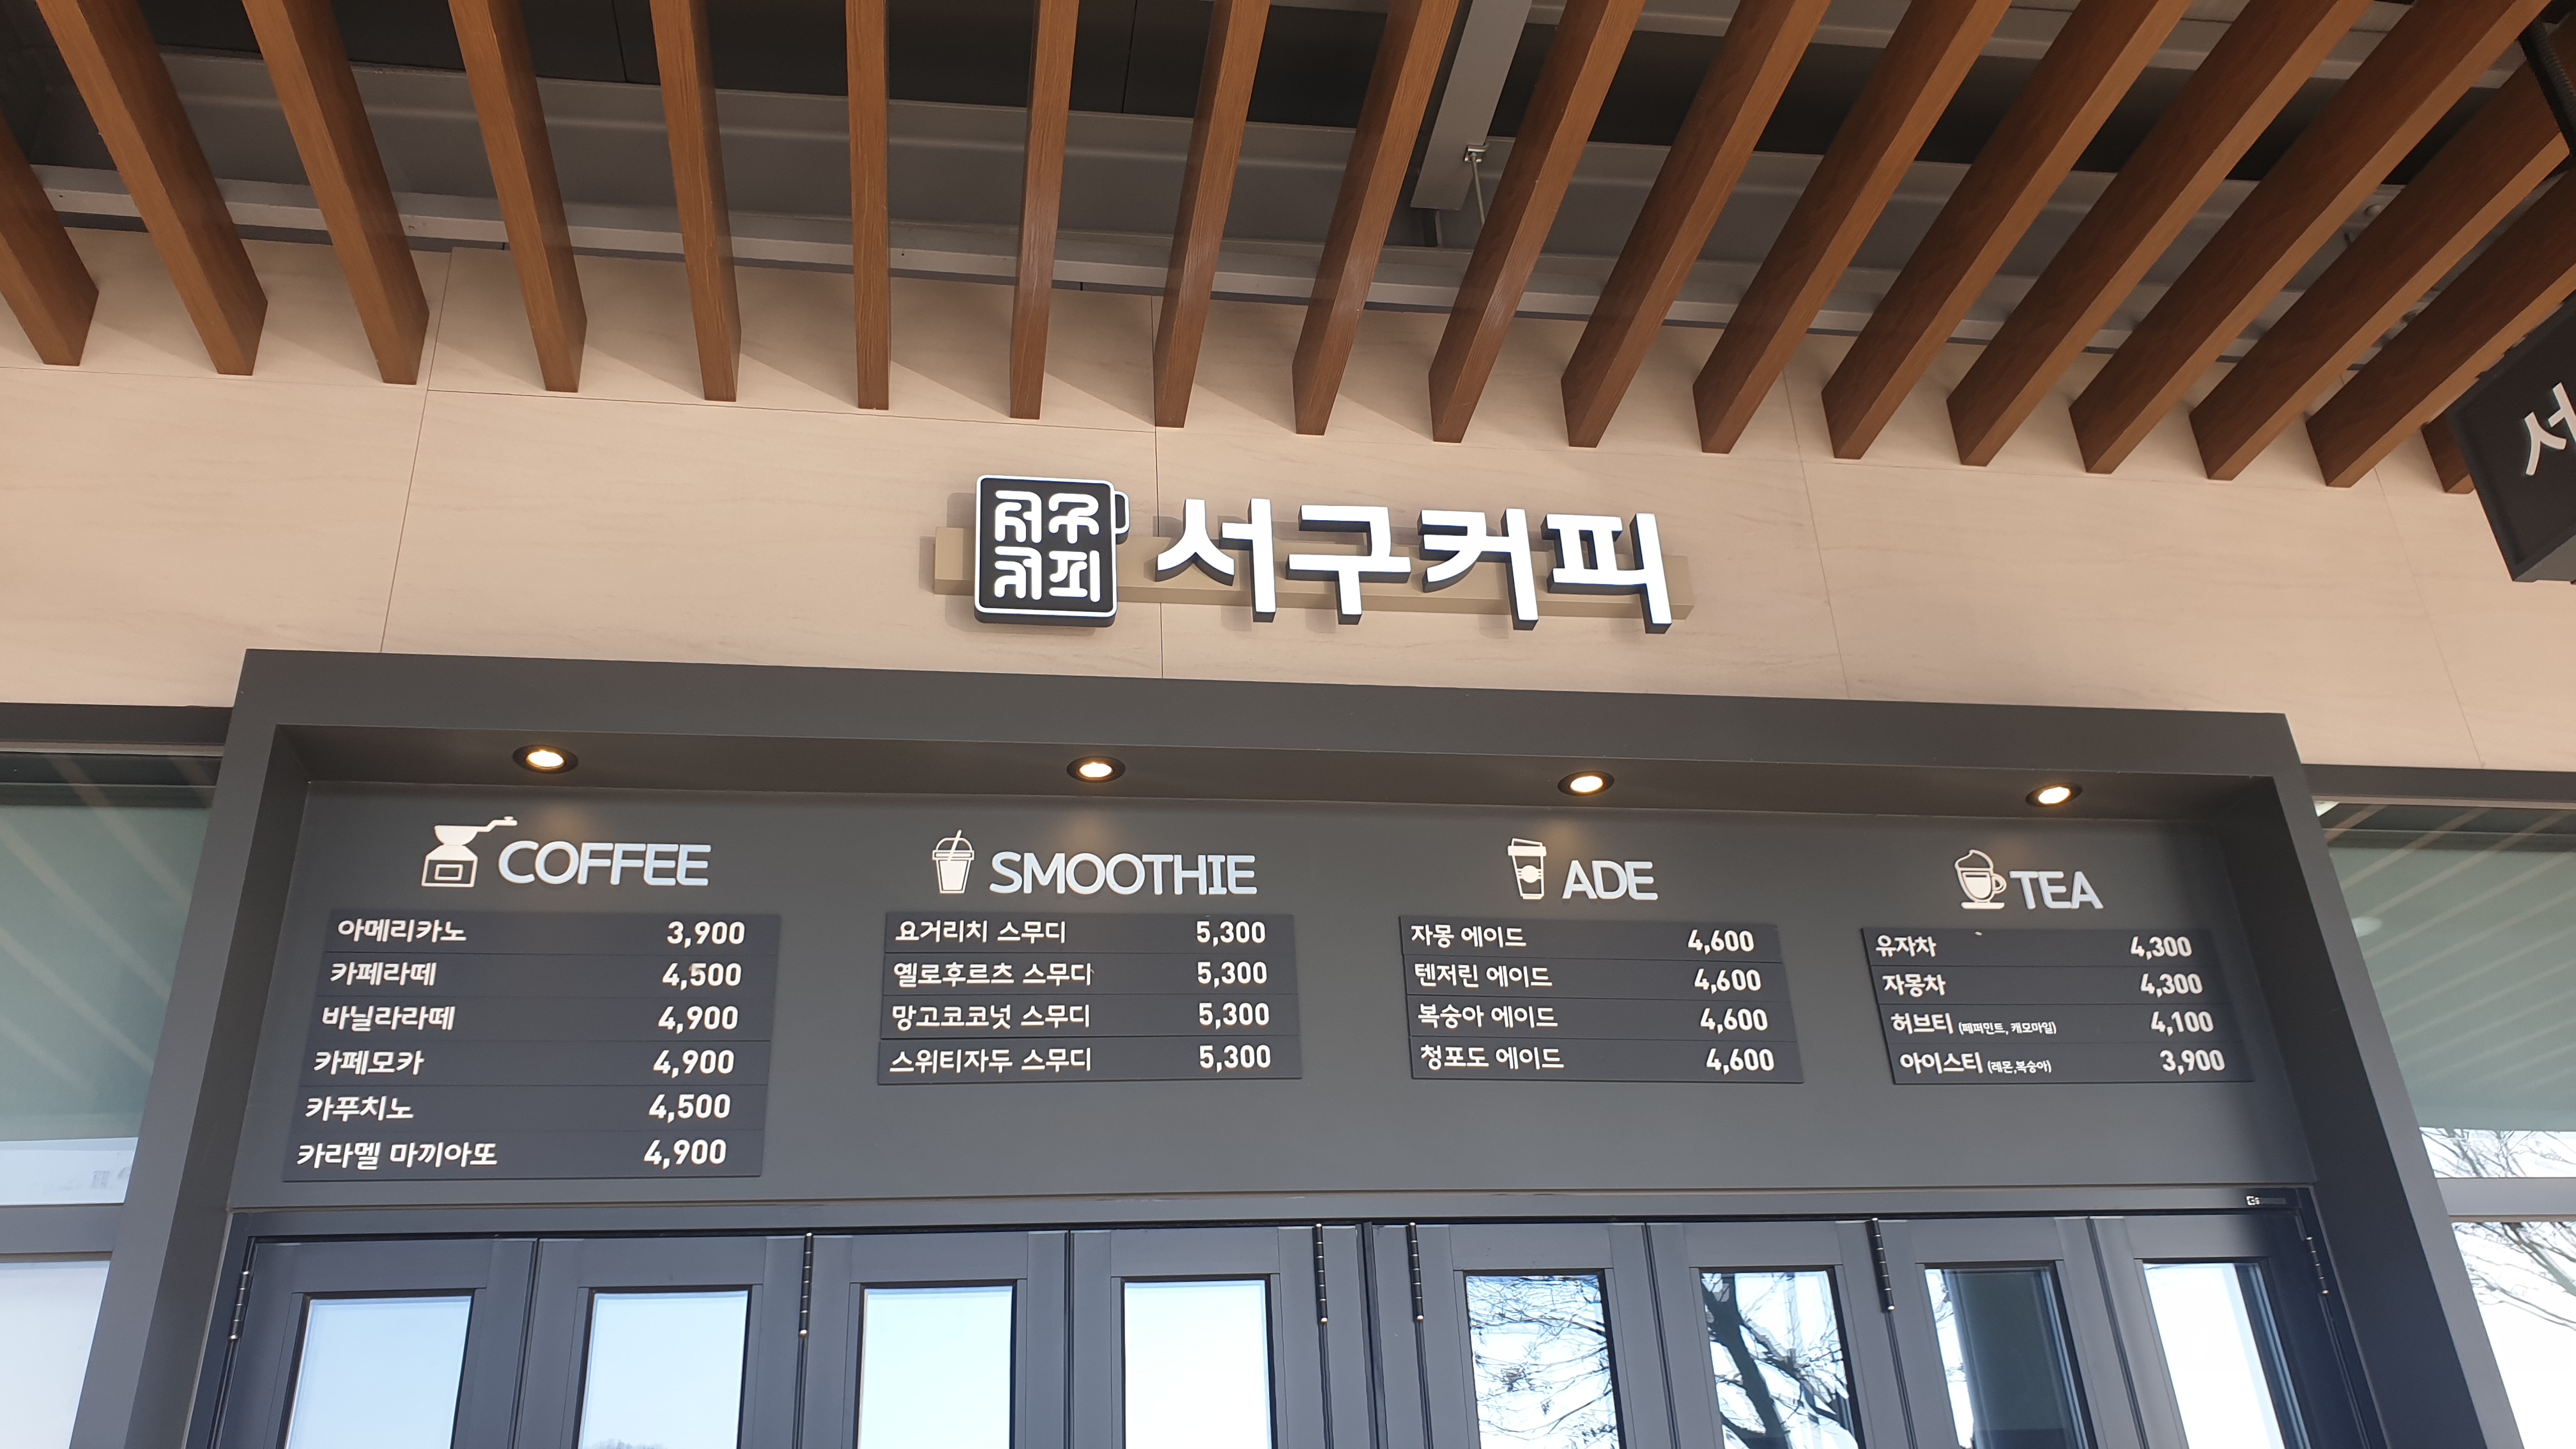 서구
커피
서구커피
서
COFFEE
아메리카노 3,900
카페라떼 4,500
바닐라라떼 4,900
카페모카 4,900
카푸치노 4,500
카라멜 마끼아또 4,900
SMOOTHIE
요거리치 스무디 5,300
옐로후르츠 스무디 5,300
망고코코넛 스무디 5,300
스위티자두 스무디 5,300
ADE
자몽 에이드 4,600
텐저린 에이드 4,600
복숭아 에이드 4,600
청포도 에이드 4,600
TEA
유자차 4,300
자몽차 4,300
허브티 (페퍼민트, 캐모마일) 4,100
아이스티 (레몬,복숭아) 3,900